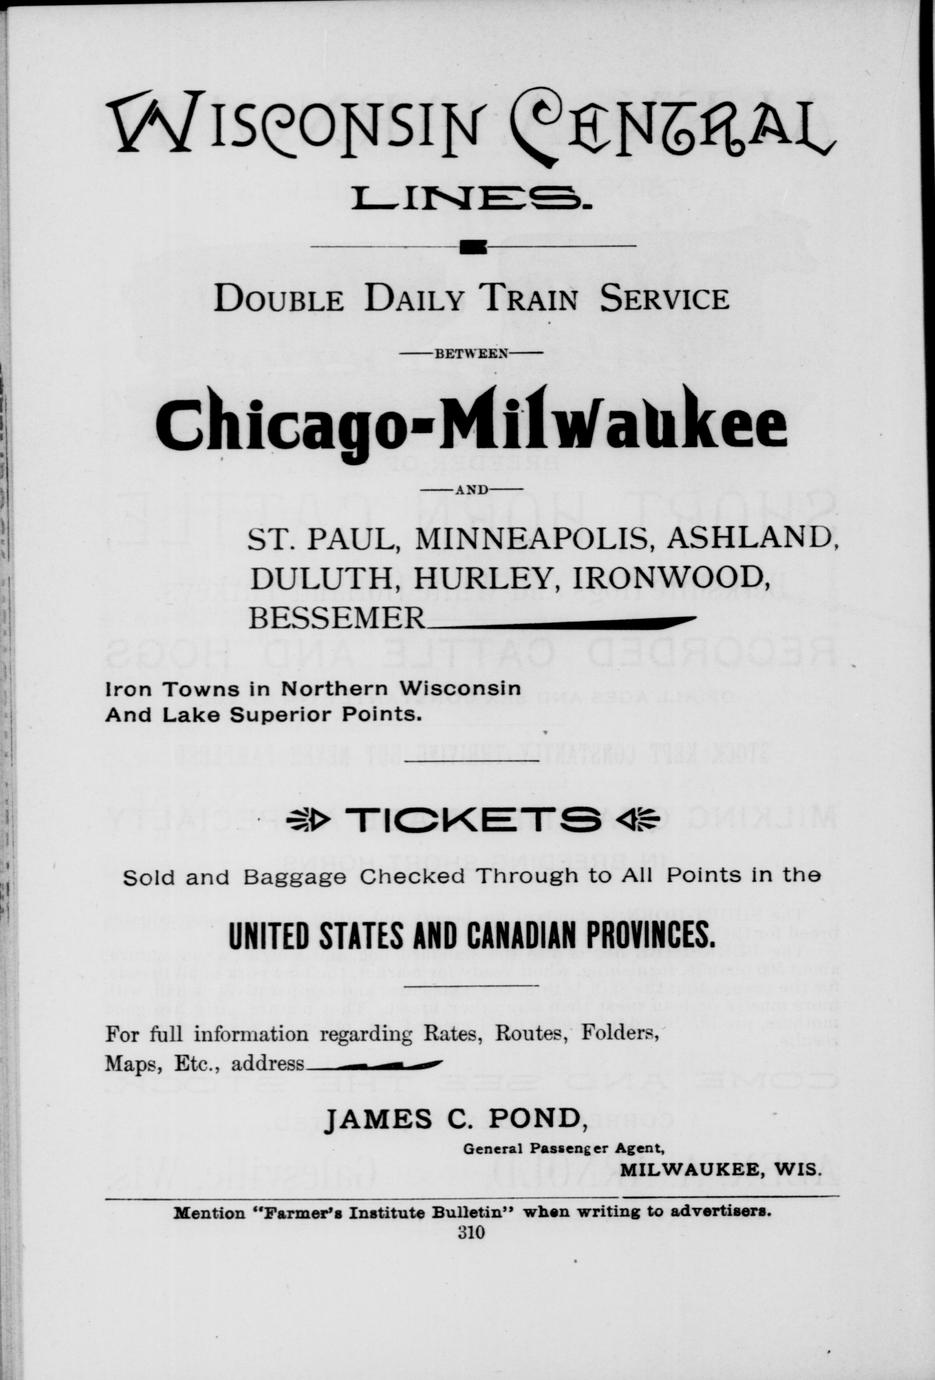 WISCONSIN CENTRAL
LINES.
DOUBLE DAILY TRAIN SERVICE
BETWEEN
Chicago-Milwaukee
AND
ST. PAUL, MINNEAPOLIS, ASHLAND,
DULUTH, HURLEY, IRONWOOD,
BESSEMER
Iron Towns in Northern Wisconsin
And Lake Superior Points.
TICKETS
Sold and Baggage Checked Through to All Points in the
UNITED STATES AND CANADIAN PROVINCES.
For full information regarding Rates, Routes, Folders,
Maps, Etc., address
JAMES C. POND,
General Passenger Agent,
MILWAUKEE, WIS.
Mention "Farmer's Institute Bulletin" when writing to advertisers.
310